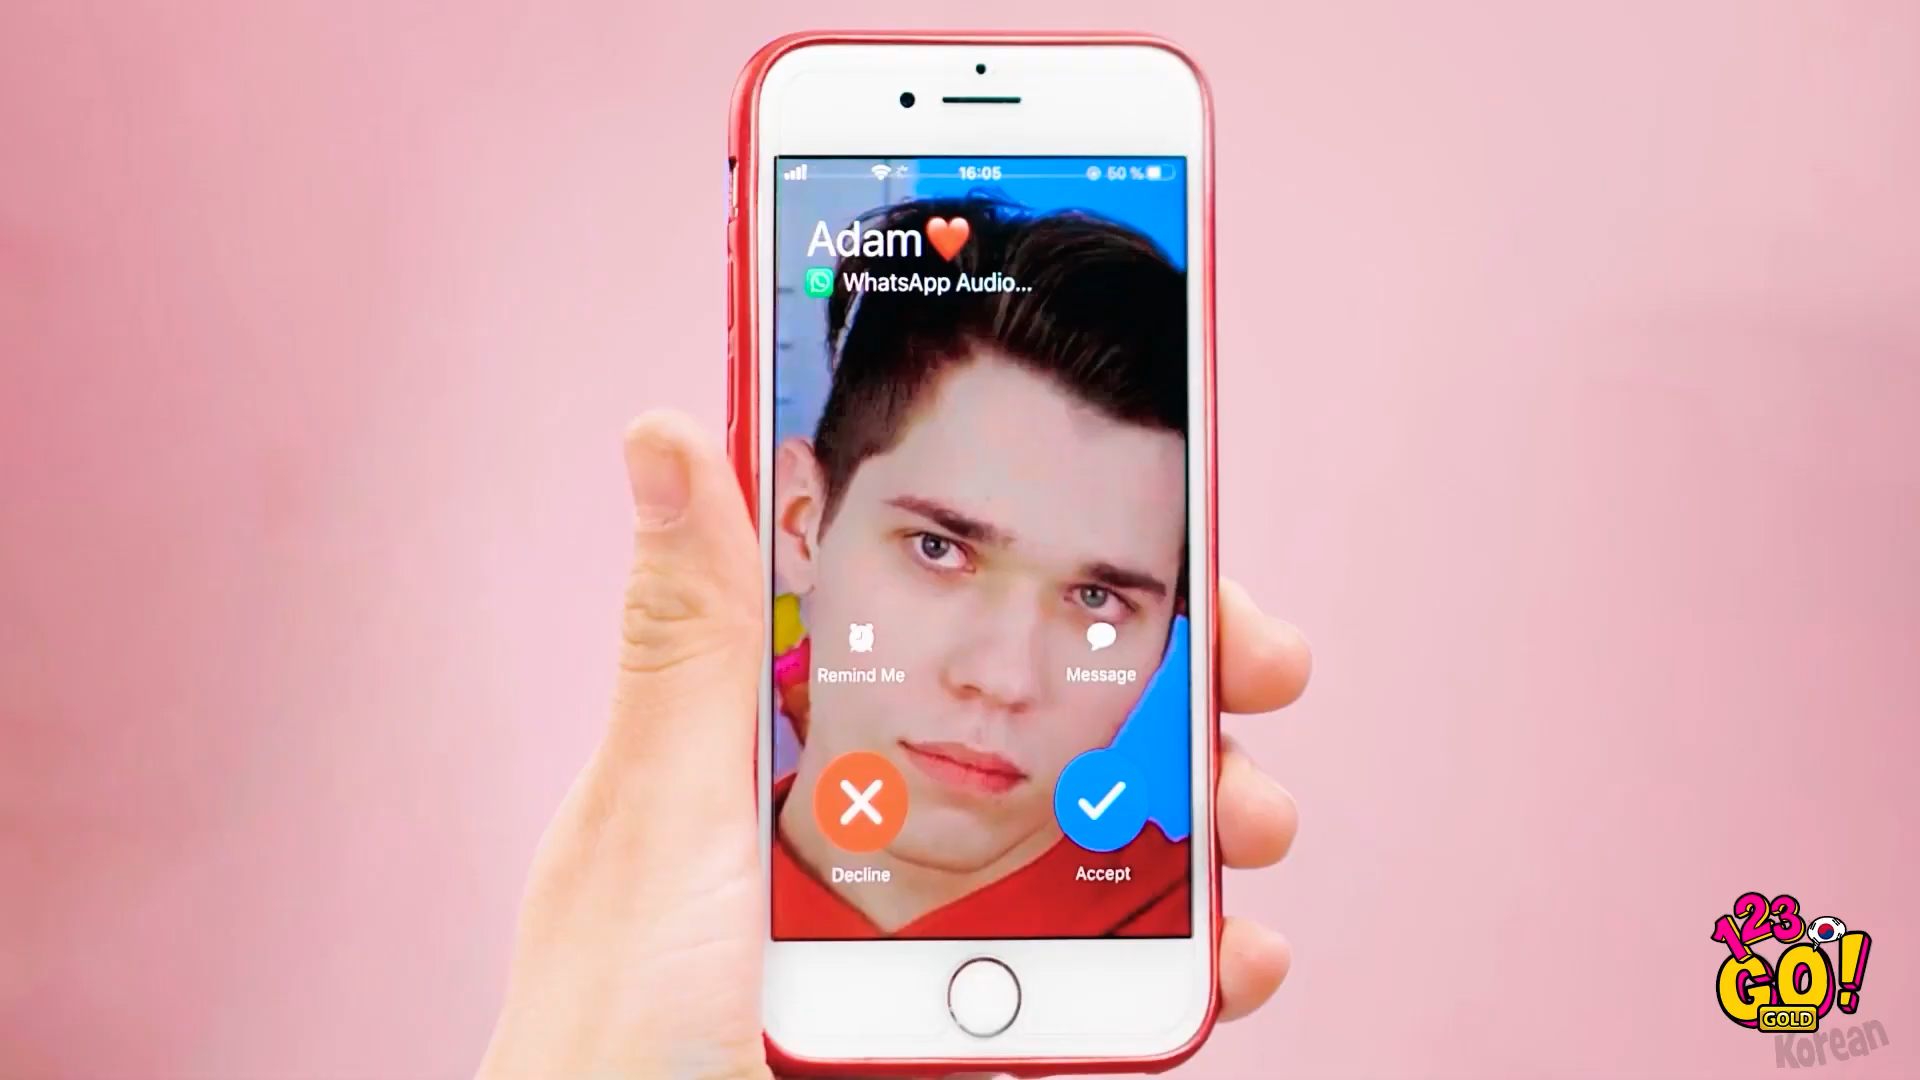 16:05
50 %
Adam❤️
WhatsApp Audio...
Remind Me
Message
Decline
Accept
123
GO!
GOLD
Korean